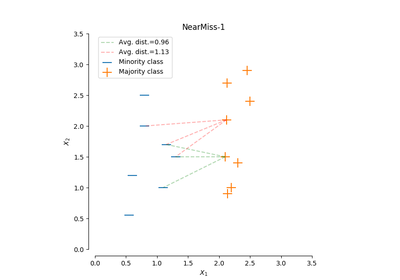 NearMiss-1
3.5
3.0
2.5
2.0
1.5
1.0
0.5
0.0
X2
Avg. dist.=0.96
Avg. dist.=1.13
Minority class
Majority class
0.0 0.5 1.0 1.5 2.0 2.5 3.0 3.5
X1